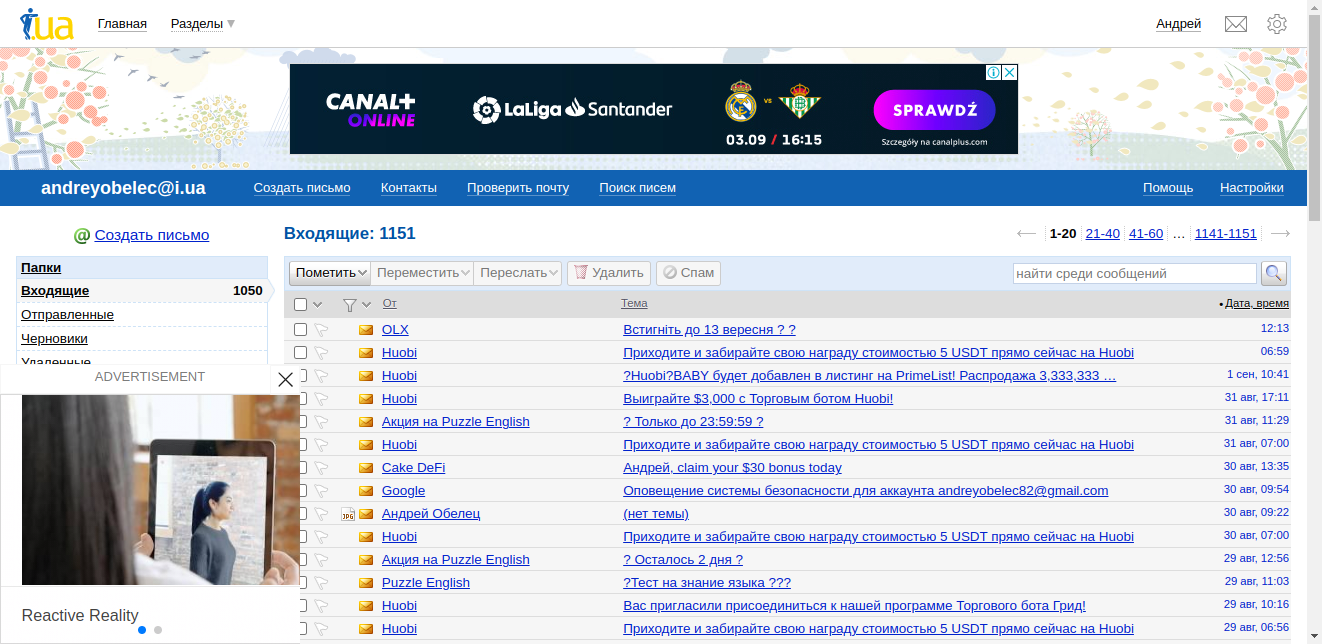 i.ua Главная Разделы Андрей
CANAL+ ONLINE LaLiga Santander vs 03.09 / 16:15 SPRAWDŹ
Szczegóły na canalplus.com
andreyobelec@i.ua Создать письмо Контакты Проверить почту Поиск писем Помощь Настройки
@ Создать письмо
Входящие: 1151 1-20 21-40 41-60 … 1141-1151
Папки
Входящие 1050
Отправленные
Черновики
Удаленные
Пометить Переместить Переслать Удалить Спам найти среди сообщений
От Тема • Дата, время
OLX Встигніть до 13 вересня ? ? 12:13
Huobi Приходите и забирайте свою награду стоимостью 5 USDT прямо сейчас на Huobi 06:59
Huobi ?Huobi?BABY будет добавлен в листинг на PrimeList! Распродажа 3,333,333 … 1 сен, 10:41
Huobi Выиграйте $3,000 с Торговым ботом Huobi! 31 авг, 17:11
Акция на Puzzle English ? Только до 23:59:59 ? 31 авг, 11:29
Huobi Приходите и забирайте свою награду стоимостью 5 USDT прямо сейчас на Huobi 31 авг, 07:00
Cake DeFi Андрей, claim your $30 bonus today 30 авг, 13:35
Google Оповещение системы безопасности для аккаунта andreyobelec82@gmail.com 30 авг, 09:54
JPG Андрей Обелец (нет темы) 30 авг, 09:22
Huobi Приходите и забирайте свою награду стоимостью 5 USDT прямо сейчас на Huobi 30 авг, 07:00
Акция на Puzzle English ? Осталось 2 дня ? 29 авг, 12:56
Puzzle English ?Тест на знание языка ??? 29 авг, 11:03
Huobi Вас пригласили присоединиться к нашей программе Торгового бота Грид! 29 авг, 10:16
Huobi Приходите и забирайте свою награду стоимостью 5 USDT прямо сейчас на Huobi 29 авг, 06:56
ADVERTISEMENT
Reactive Reality